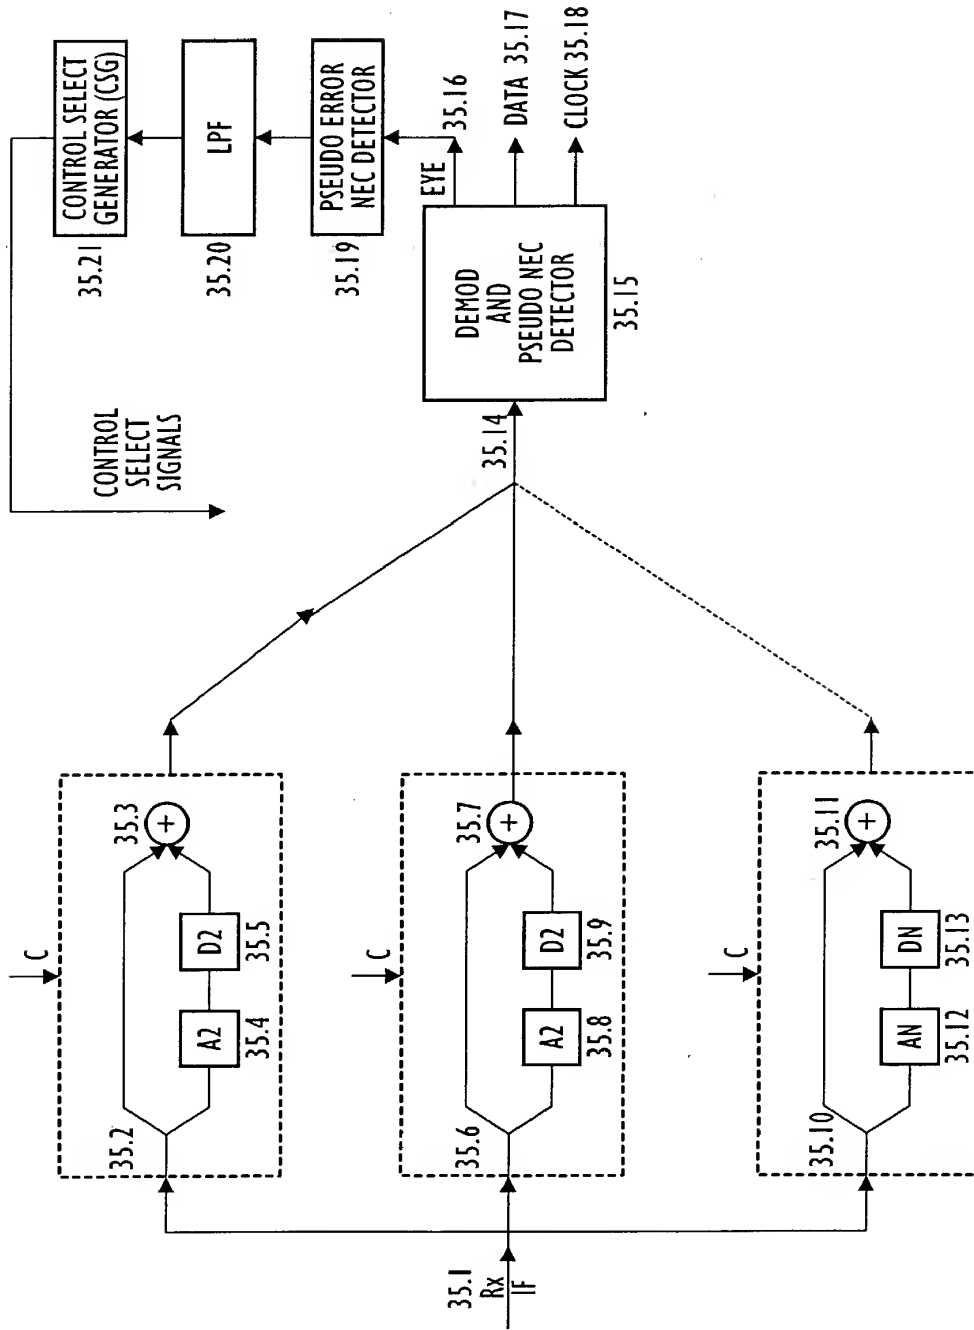 35.1
Rx
IF
35.2
35.3
A2
35.4
D2
35.5
C
35.6
35.7
A2
35.8
D2
35.9
C
35.10
35.11
AN
35.12
DN
35.13
C
35.14
DEMOD
AND
PSEUDO NEC
DETECTOR
35.15
EYE
35.16
DATA 35.17
CLOCK 35.18
PSEUDO ERROR
NEC DETECTOR
35.19
LPF
35.20
CONTROL SELECT
GENERATOR (CSG)
35.21
CONTROL
SELECT
SIGNALS
+
+
+